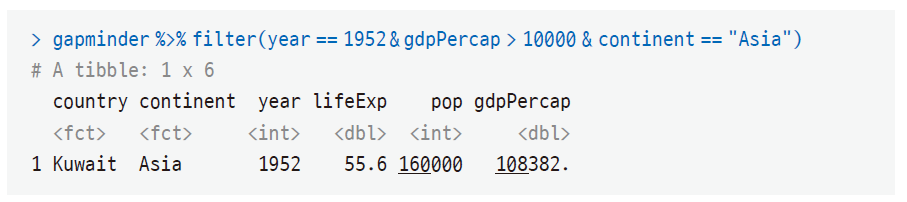 > gapminder %>% filter(year == 1952 & gdpPercap > 10000 & continent == "Asia")
# A tibble: 1 x 6
country continent year lifeExp pop gdpPercap
<fct> <fct> <int> <dbl> <int> <dbl>
1 Kuwait Asia 1952 55.6 160000 108382.